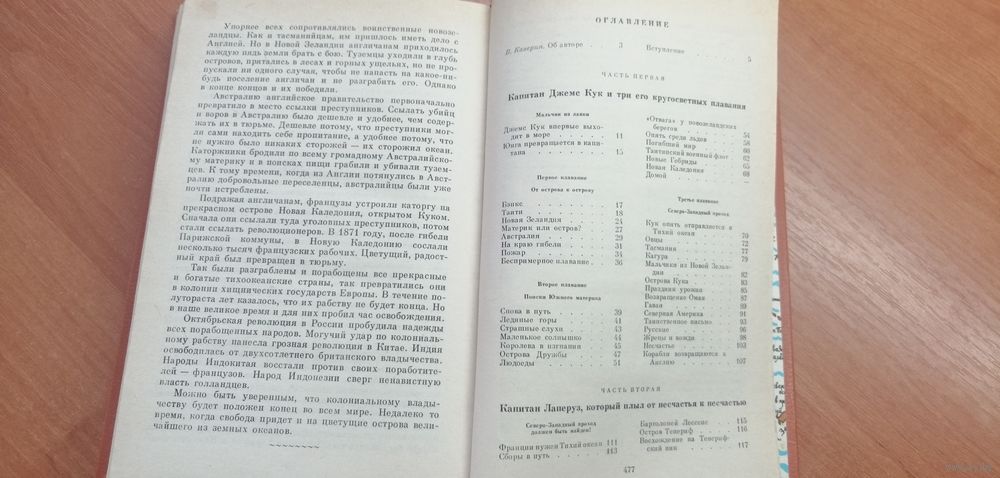 Упорнее всех сопротивлялись воинственные новозе-
ландцы. Как и тасманийцам, им пришлось иметь дело с
Англией. Но в Новой Зеландии англичанам приходилось
каждую пядь земли брать с бою. Туземцы уходили в глубь
островов, прятались в лесах и горных ущельях, но не про-
пускали ни одного случая, чтобы не напасть на какое-ни-
будь поселение англичан и не разграбить его. Однако
в конце концов и их победили.
Австралию английское правительство первоначально
превратило в место ссылки преступников. Ссылать убийц
и воров в Австралию было дешевле и удобнее, чем содер-
жать их в тюрьмо. Дешевле потому, что преступники мог-
ли сами находить себе пропитание, а удобнее потому, что
не нужно было никаких сторожей — их сторожил океан.
Каторжники бродили по всему громадному Австралийско-
му материку и в поисках пищи грабили и убивали тузем-
цев. К тому времени, когда из Англии потянулись в Авст-
ралию добровольные переселенцы, австралийцы были уже
почти истреблены.
Подражая англичанам, французы устроили каторгу на
прекрасном острове Новая Каледония, открытом Куком.
Сначала они ссылали туда уголовных преступников, потом
стали ссылать революционеров. В 1871 году, после гибели
Парижской коммуны, в Новую Каледонию сослали
несколько тысяч французских рабочих. Цветущий, радост-
ный край был превращен в тюрьму.
Так были разграблены и порабощены все прекрасные
и богатые тихоокеанские страны, так превратились они
в колонии хищнических государств Европы. В течение по-
лутораста лет казалось, что их рабству не будет конца. Но
в наше великое время и для них пробил час освобождения.
Октябрьская революция в России пробудила надежды
всех порабощенных народов. Могучий удар по колониаль-
ному рабству нанесла грозная революция в Китае. Индия
освободилась от двухсотлетнего британского владычества.
Народы Индокитая восстали против своих поработите-
лей — французов. Народ Индонезии сверг ненавистную
власть голландцев.
Можно быть уверенным, что колониальному влады-
честву будет положен конец во всем мире. Недалеко то
время, когда свобода придет и на цветущие острова вели-
чайшего из земных океанов.
ОГЛАВЛЕНИЕ
П. Калерин. Об авторе . . 3
Вступление . . . 5
ЧАСТЬ ПЕРВАЯ
Капитан Джемс Кук и три его кругосветных плавания
Мальчик из лавки
Джемс Кук впервые выхо-
дит в море . . . 11
Юнга превращается в капи-
тана . . . 15
Первое плавание
От острова к острову
Бэнкс . . . 17
Таити . . . 18
Новая Зеландия . . . 24
Материк или остров? . . 27
Австралия . . . 29
На краю гибели . . . 31
Пожар . . . 34
Беспримерное плавание . . 36
Второе плавание
Поиски Южного материка
Снова в путь . . . 39
Ледяные горы . . . 41
Страшные слухи . . . 43
Маленькое солнышко . . 44
Королева в изгнании . . 45
Острова Дружбы . . . 47
Людоеды . . . 51
«Отвага» у новозеландских
берегов . . . 54
Опять среди льдов . . 58
Погибший мир . . . 60
Таитянский военный флот . 62
Новые Гебриды . . . 65
Новая Каледония . . . 68
Домой
Третье плавание
Северо-Западный проход
Кук опять отправляется в
Тихий океан . . . 70
Овцы . . . 72
Тасмания . . . 77
Кагура . . . 79
Мальчики из Новой Зелан-
дии . . . 82
Острова Кука . . . 83
Праздник урожая . . . 85
Возвращение Омая . . 87
Гаваи . . . 89
Северная Америка . . . 91
Таинственное письмо . . 93
Русские . . . 96
Жрецы и вожди . . . 98
Несчастье . . . 103
Корабли возвращаются в
Англию . . . 107
ЧАСТЬ ВТОРАЯ
Капитан Лаперуз, который плыл от несчастья к несчастью
Северо-Западный проход
должен быть найден!
Франции нужен Тихий океан 111
Сборы в путь . . . 113
Бартоломей Лессепс . . 115
Остров Тенериф . . . 116
Восхождение на Тенериф-
ский пик . . . 117
477